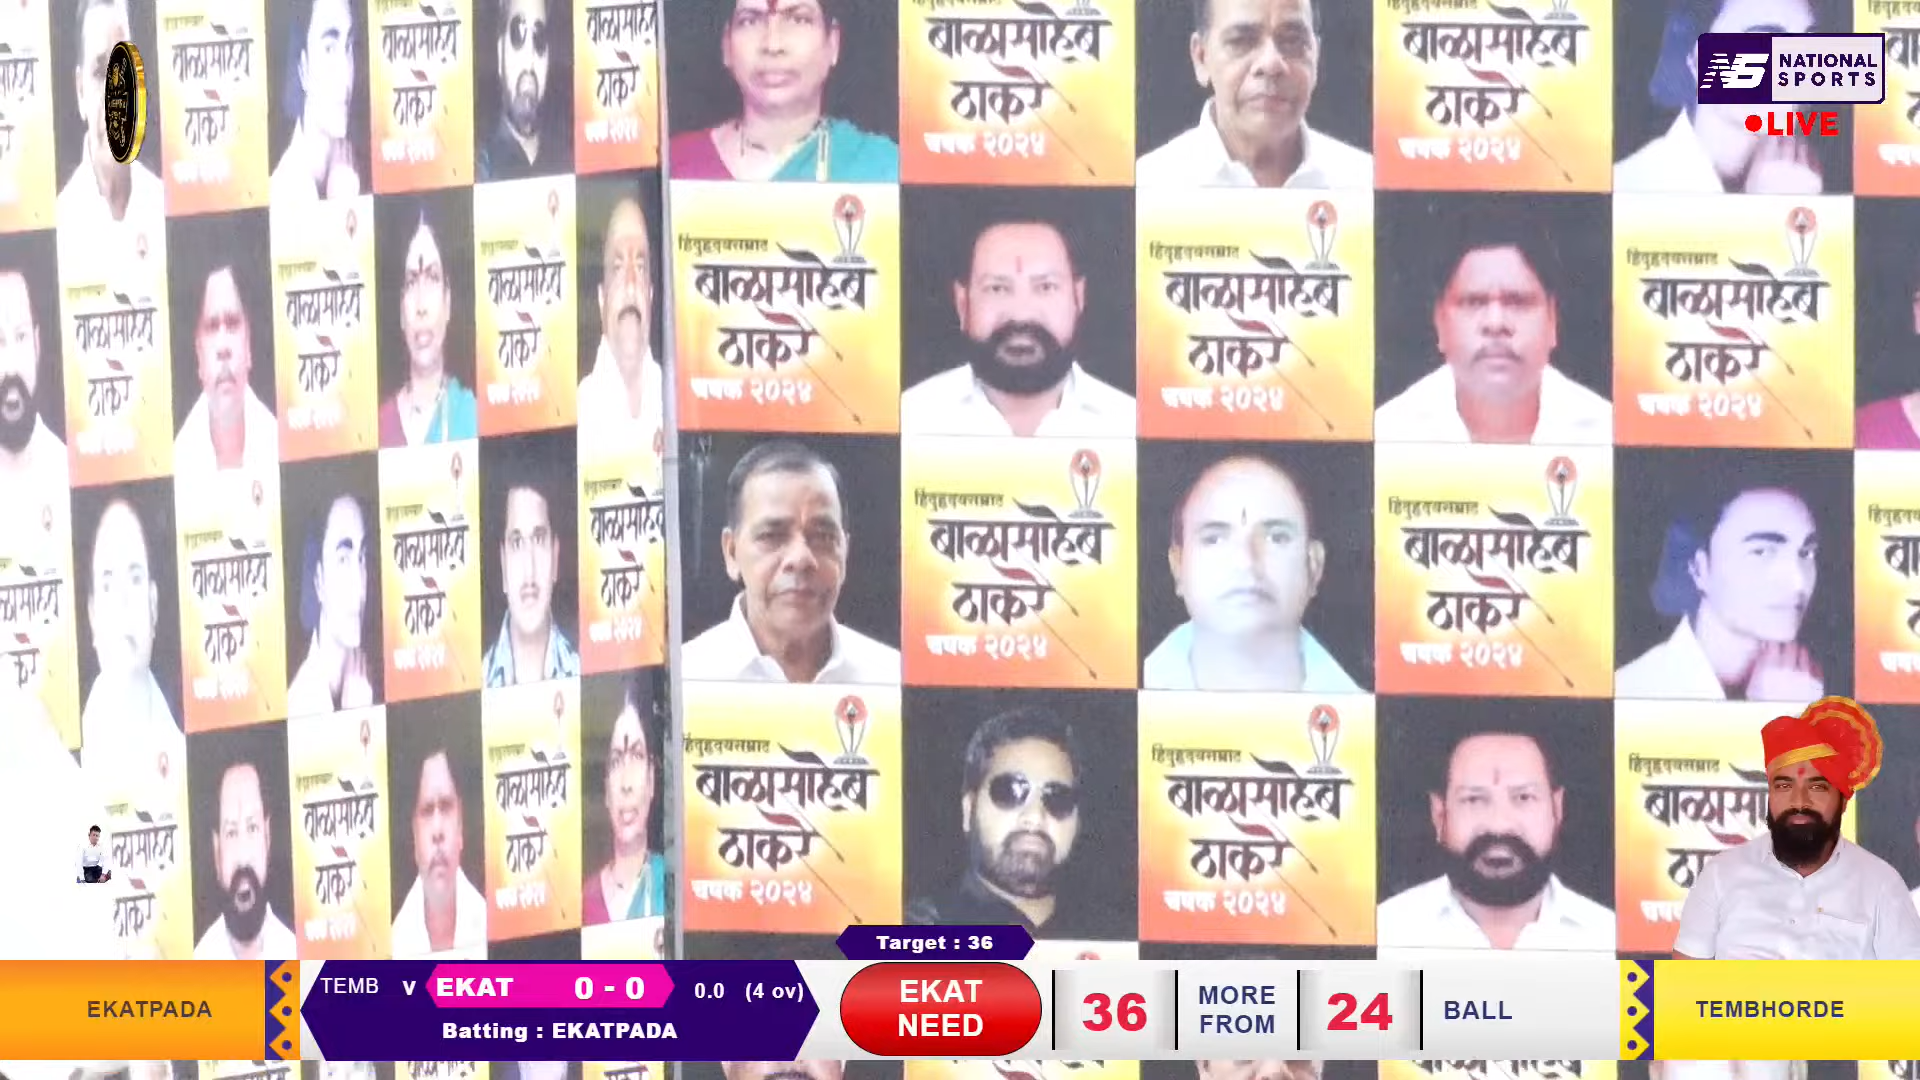 हिंदुहृदयसम्राट
बाळासाहेब
ठाकरे
चषक २०२४
NATIONAL
SPORTS
LIVE
Target : 36
EKATPADA
TEMB v EKAT 0 - 0 0.0 (4 ov)
Batting : EKATPADA
EKAT
NEED
36
MORE
FROM
24
BALL
TEMBHORDE